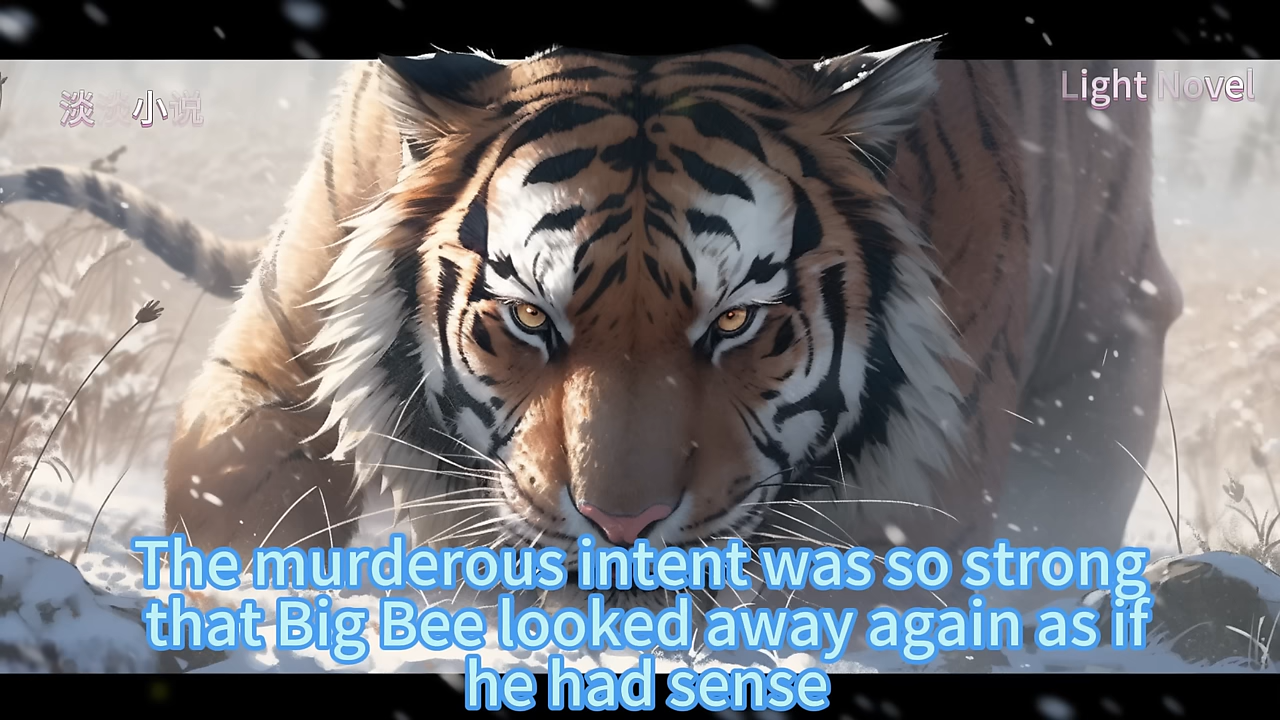 淡淡小说
Light Novel
The murderous intent was so strong
that Big Bee looked away again as if
he had sense